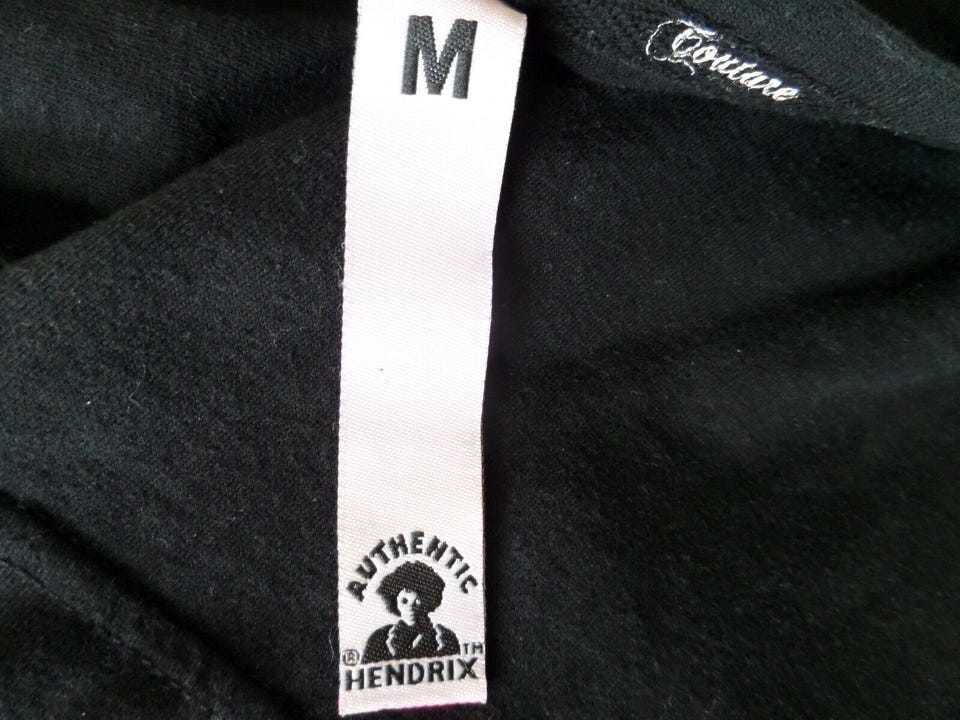 M
Couture
AUTHENTIC
® TM
HENDRIX